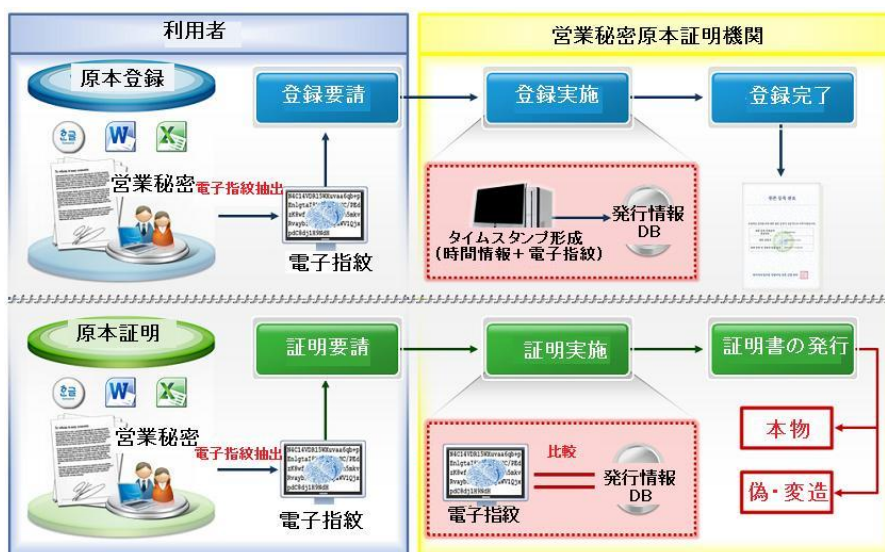 利用者
営業秘密原本証明機関
原本登録
登録要請
登録実施
登録完了
한글
W
X
営業秘密
電子指紋抽出
電子指紋
タイムスタンプ形成
(時間情報＋電子指紋)
発行情報
DB
原本証明
証明要請
証明実施
証明書の発行
한글
W
X
営業秘密
電子指紋抽出
電子指紋
比較
電子指紋
発行情報
DB
本物
偽・変造